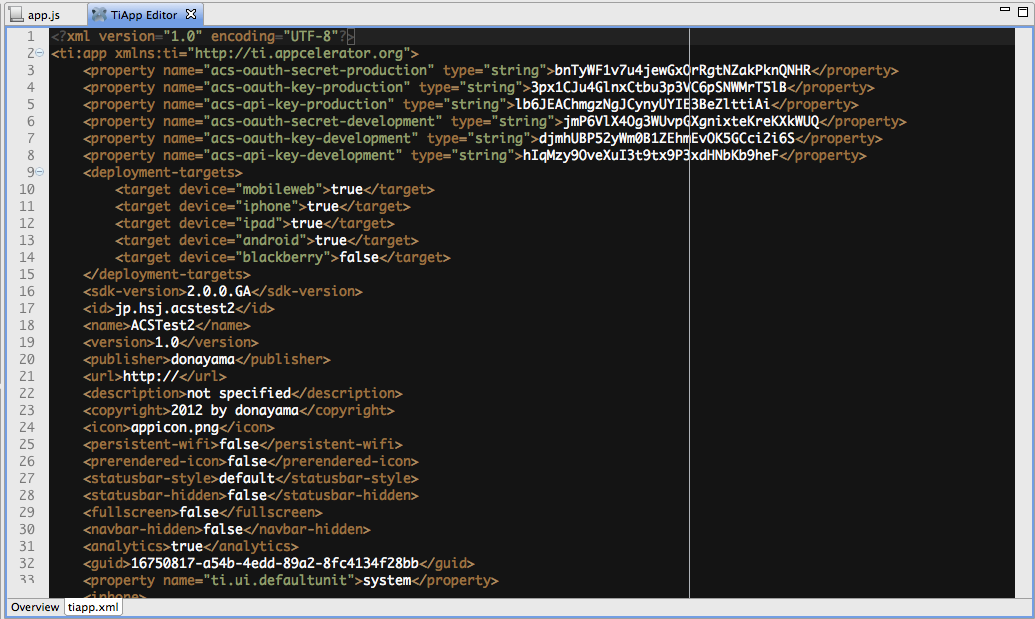 app.js
TiApp Editor
1 <?xml version="1.0" encoding="UTF-8"?>
2 <ti:app xmlns:ti="http://ti.appcelerator.org">
3 <property name="acs-oauth-secret-production" type="string">bnTyWF1v7u4jewGxQrRgtNZakPknQNHR</property>
4 <property name="acs-oauth-key-production" type="string">3px1CJu4GlnxCtbu3p3VC6pSNWMrT5lB</property>
5 <property name="acs-api-key-production" type="string">lb6JEAChmgzNgJCynyUYIE3BeZlttiAi</property>
6 <property name="acs-oauth-secret-development" type="string">jmP6VlX4Og3WUvpGXgnixteKreKXkWUQ</property>
7 <property name="acs-oauth-key-development" type="string">djmhUBP52yWm0B1ZEhmEvOK5GCci2i6S</property>
8 <property name="acs-api-key-development" type="string">hIqMzy9OveXuI3t9tx9P3xdHNbKb9heF</property>
9 <deployment-targets>
10 <target device="mobileweb">true</target>
11 <target device="iphone">true</target>
12 <target device="ipad">true</target>
13 <target device="android">true</target>
14 <target device="blackberry">false</target>
15 </deployment-targets>
16 <sdk-version>2.0.0.GA</sdk-version>
17 <id>jp.hsj.acstest2</id>
18 <name>ACSTest2</name>
19 <version>1.0</version>
20 <publisher>donayama</publisher>
21 <url>http://</url>
22 <description>not specified</description>
23 <copyright>2012 by donayama</copyright>
24 <icon>appicon.png</icon>
25 <persistent-wifi>false</persistent-wifi>
26 <prerendered-icon>false</prerendered-icon>
27 <statusbar-style>default</statusbar-style>
28 <statusbar-hidden>false</statusbar-hidden>
29 <fullscreen>false</fullscreen>
30 <navbar-hidden>false</navbar-hidden>
31 <analytics>true</analytics>
32 <guid>16750817-a54b-4edd-89a2-8fc4134f28bb</guid>
33 <property name="ti.ui.defaultunit">system</property>
<iphone>
Overview
tiapp.xml